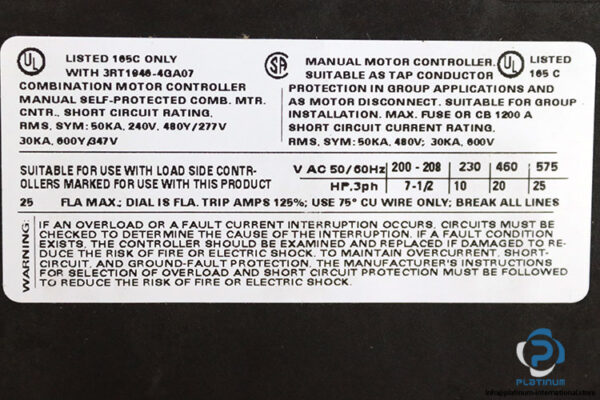 UL LISTED 165C ONLY
WITH 3RT1946-4GA07
COMBINATION MOTOR CONTROLLER
MANUAL SELF-PROTECTED COMB. MTR.
CNTR., SHORT CIRCUIT RATING,
RMS, SYM: 50KA, 240V, 480Y/277V
30KA, 600Y/347V
SA MANUAL MOTOR CONTROLLER. UL LISTED
SUITABLE AS TAP CONDUCTOR 165 C
PROTECTION IN GROUP APPLICATIONS AND
AS MOTOR DISCONNECT. SUITABLE FOR GROUP
INSTALLATION. MAX. FUSE OR CB 1200 A
SHORT CIRCUIT CURRENT RATING.
RMS. SYM: 50KA, 480V; 30KA, 600V
SUITABLE FOR USE WITH LOAD SIDE CONTR-
OLLERS MARKED FOR USE WITH THIS PRODUCT
V AC 50/60Hz 200 - 208 230 460 575
HP, 3ph 7-1/2 10 20 25
25 FLA MAX.; DIAL IS FLA. TRIP AMPS 125%; USE 75° CU WIRE ONLY; BREAK ALL LINES
WARNING:
IF AN OVERLOAD OR A FAULT CURRENT INTERRUPTION OCCURS, CIRCUITS MUST BE
CHECKED TO DETERMINE THE CAUSE OF THE INTERRUPTION. IF A FAULT CONDITION
EXISTS. THE CONTROLLER SHOULD BE EXAMINED AND REPLACED IF DAMAGED TO RE-
DUCE THE RISK OF FIRE OR ELECTRIC SHOCK. TO MAINTAIN OVERCURRENT, SHORT-
CIRCUIT, AND GROUND-FAULT PROTECTION. THE MANUFACTURER'S INSTRUCTIONS
FOR SELECTION OF OVERLOAD AND SHORT CIRCUIT PROTECTION MUST BE FOLLOWED
TO REDUCE THE RISK OF FIRE OR ELECTRIC SHOCK.
PLATINUM
info@platinum-international.store